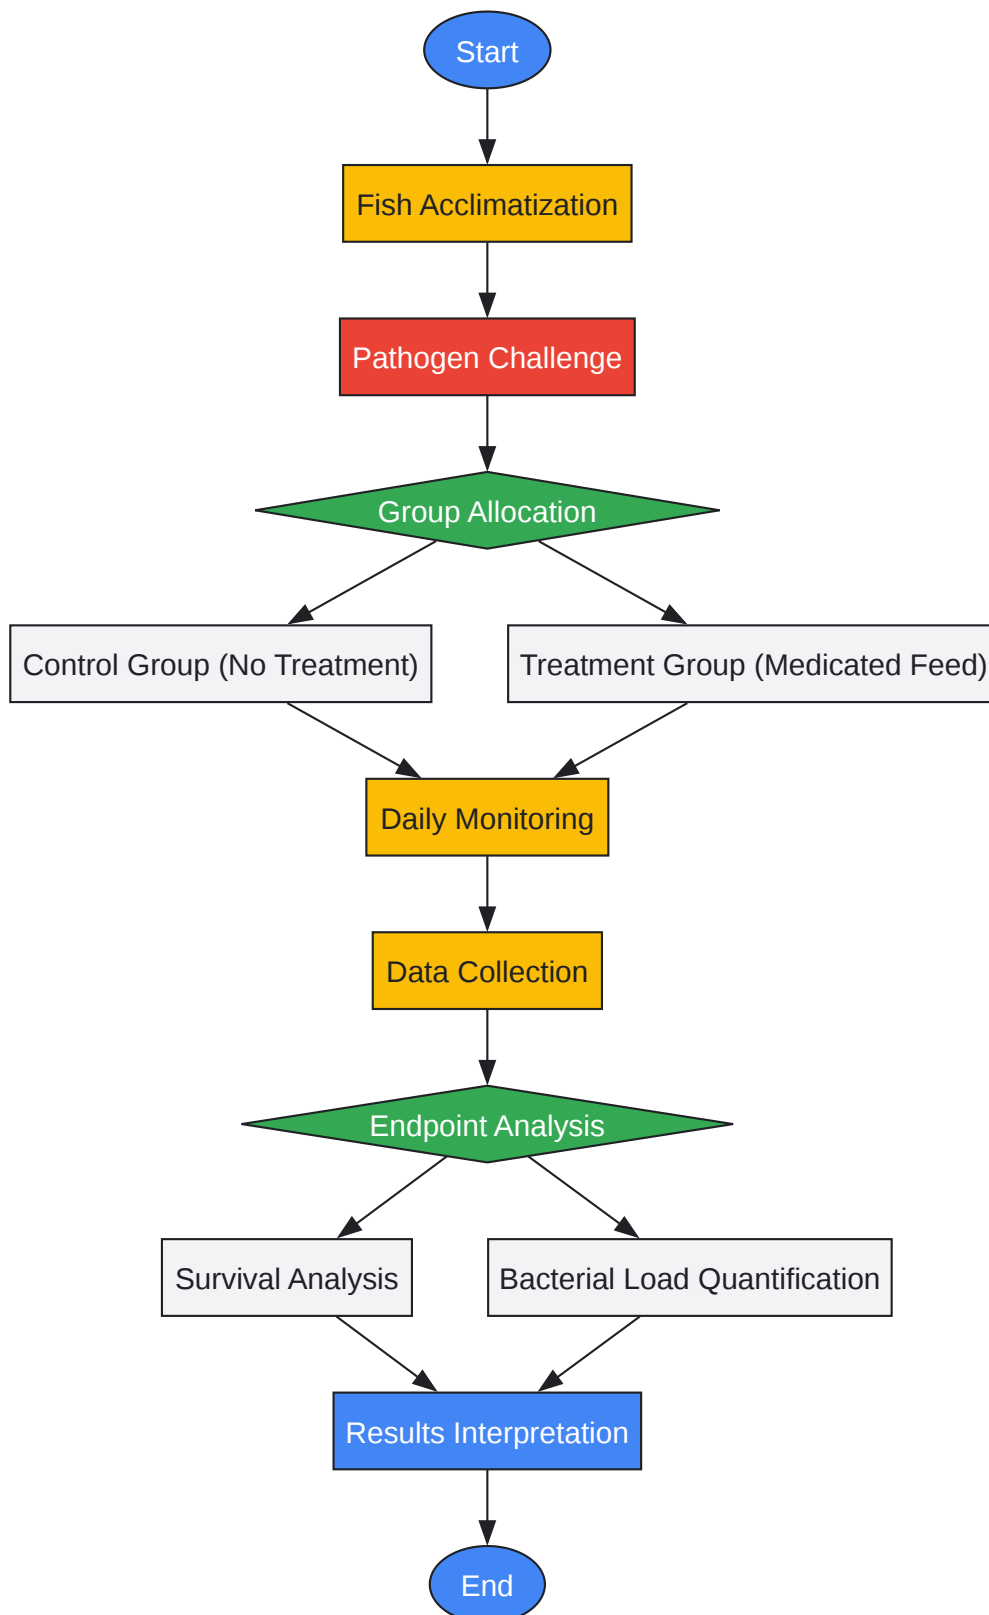 Start
Fish Acclimatization
Pathogen Challenge
Group Allocation
Control Group (No Treatment)
Treatment Group (Medicated Feed)
Daily Monitoring
Data Collection
Endpoint Analysis
Survival Analysis
Bacterial Load Quantification
Results Interpretation
End